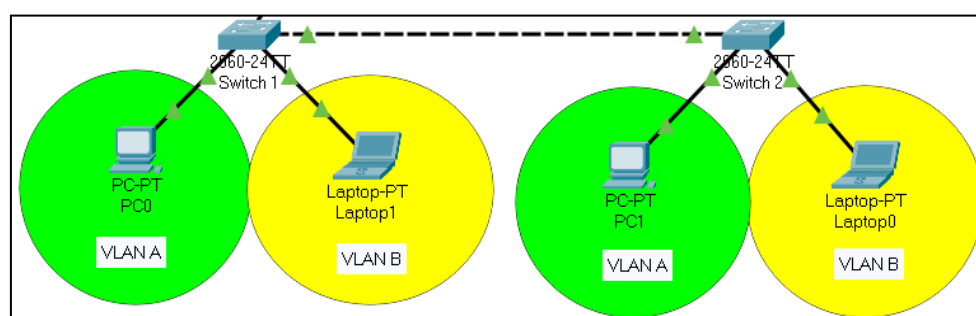 2960-24TT
Switch 1
2960-24TT
Switch 2
PC-PT
PC0
Laptop-PT
Laptop1
PC-PT
PC1
Laptop-PT
Laptop0
VLAN A
VLAN B
VLAN A
VLAN B